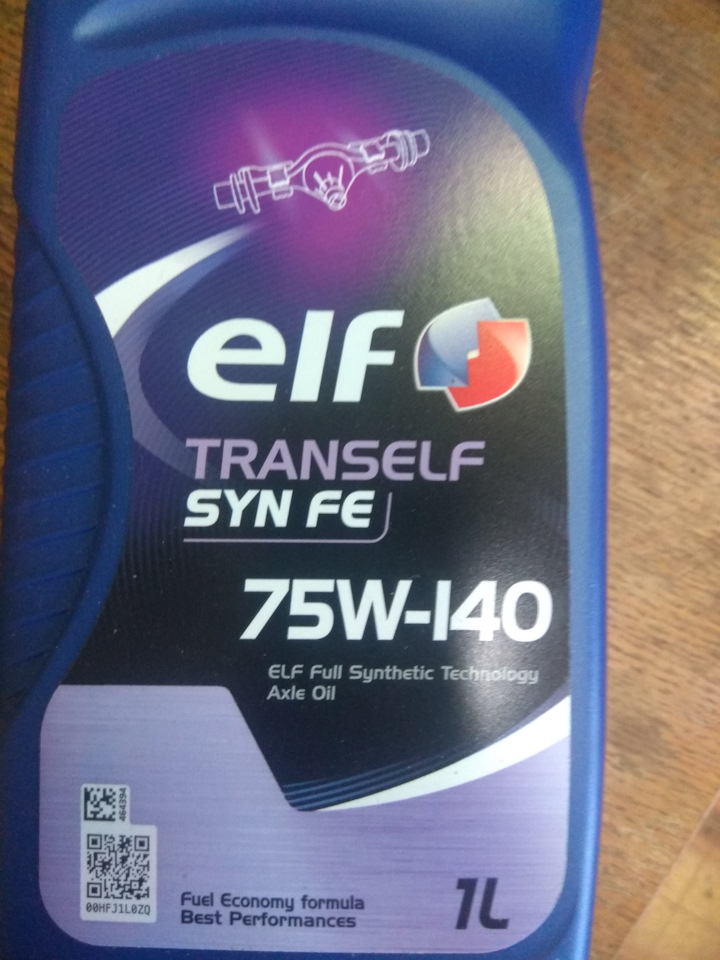 elf
TRANSELF
SYN FE
75W-140
ELF Full Synthetic Technology
Axle Oil
464394
00HFJ1L0ZQ
Fuel Economy formula
Best Performances
1L